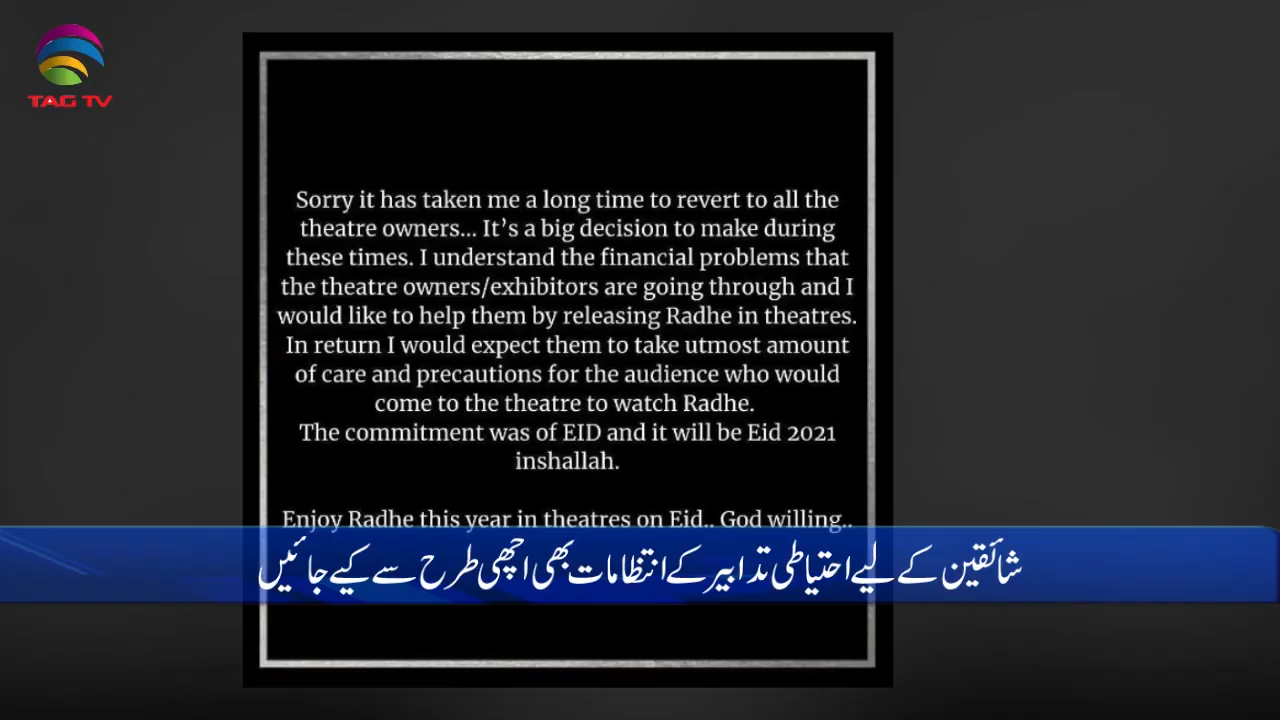 TAG TV
Sorry it has taken me a long time to revert to all the
theatre owners... It’s a big decision to make during
these times. I understand the financial problems that
the theatre owners/exhibitors are going through and I
would like to help them by releasing Radhe in theatres.
In return I would expect them to take utmost amount
of care and precautions for the audience who would
come to the theatre to watch Radhe.
The commitment was of EID and it will be Eid 2021
inshallah.
Enjoy Radhe this year in theatres on Eid.. God willing..
شائقین کے لیے احتیاطی تدابیر کے انتظامات بھی اچھی طرح سے کیے جائیں